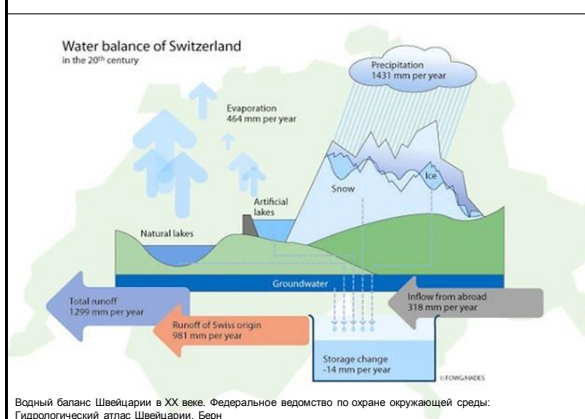 Water balance of Switzerland
in the 20th century
Precipitation
1431 mm per year
Evaporation
464 mm per year
Snow
Ice
Artificial
lakes
Natural lakes
Groundwater
Total runoff
1299 mm per year
Inflow from abroad
318 mm per year
Runoff of Swiss origin
981 mm per year
Storage change
-14 mm per year
© FOWG/HADES
Водный баланс Швейцарии в XX веке. Федеральное ведомство по охране окружающей среды:
Гидрологический атлас Швейцарии, Берн